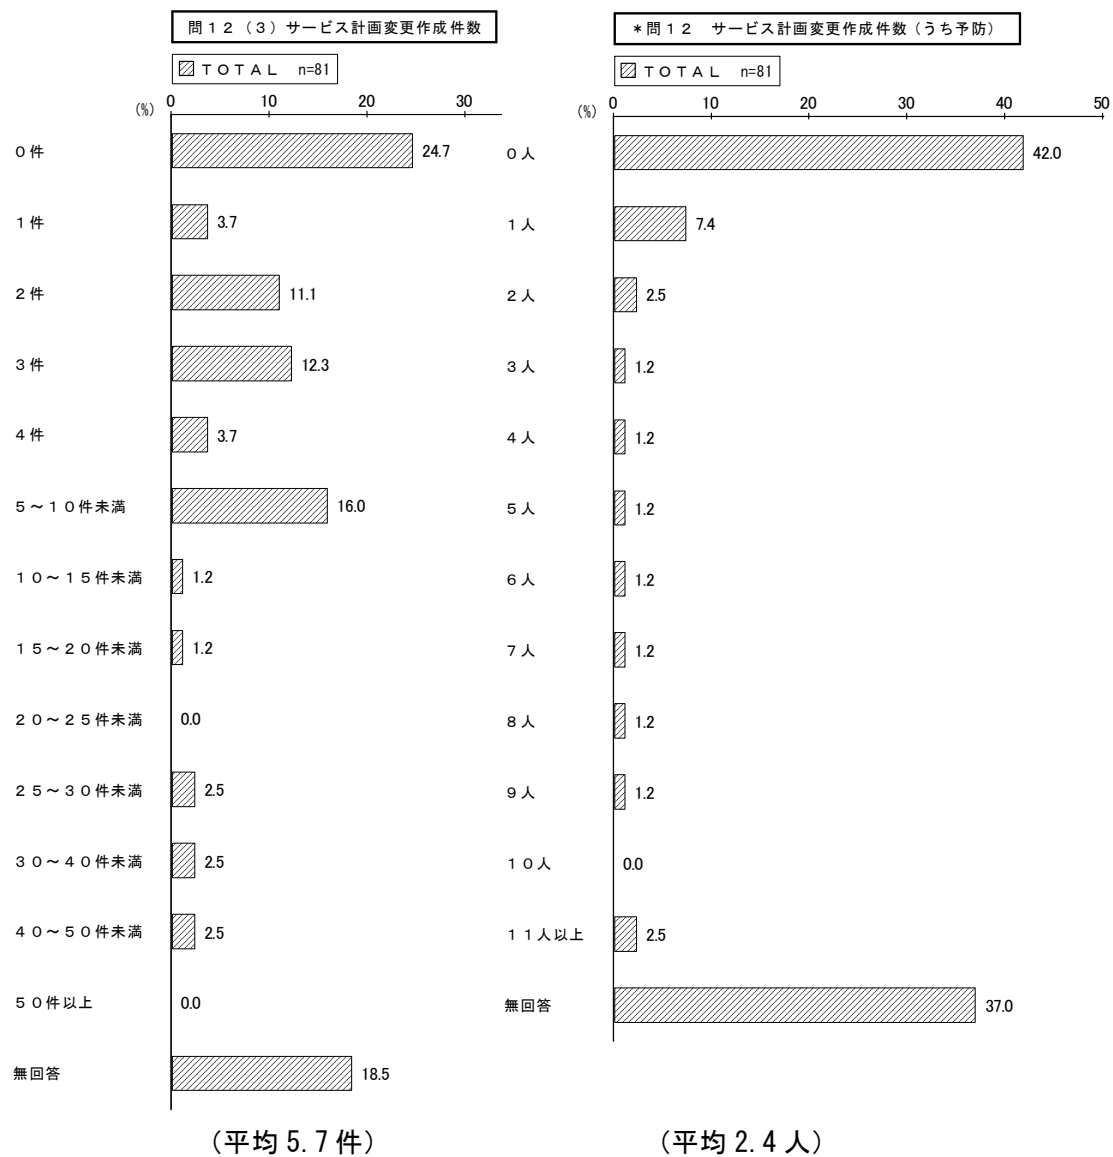 問１２（３）サービス計画変更作成件数
ＴＯＴＡＬ n=81
(%)
0 10 20 30
０件 24.7
１件 3.7
２件 11.1
３件 12.3
４件 3.7
５～１０件未満 16.0
１０～１５件未満 1.2
１５～２０件未満 1.2
２０～２５件未満 0.0
２５～３０件未満 2.5
３０～４０件未満 2.5
４０～５０件未満 2.5
５０件以上 0.0
無回答 18.5
（平均 5.7 件）
*問１２　サービス計画変更作成件数（うち予防）
ＴＯＴＡＬ n=81
(%)
0 10 20 30 40 50
０人 42.0
１人 7.4
２人 2.5
３人 1.2
４人 1.2
５人 1.2
６人 1.2
７人 1.2
８人 1.2
９人 1.2
１０人 0.0
１１人以上 2.5
無回答 37.0
（平均 2.4 人）